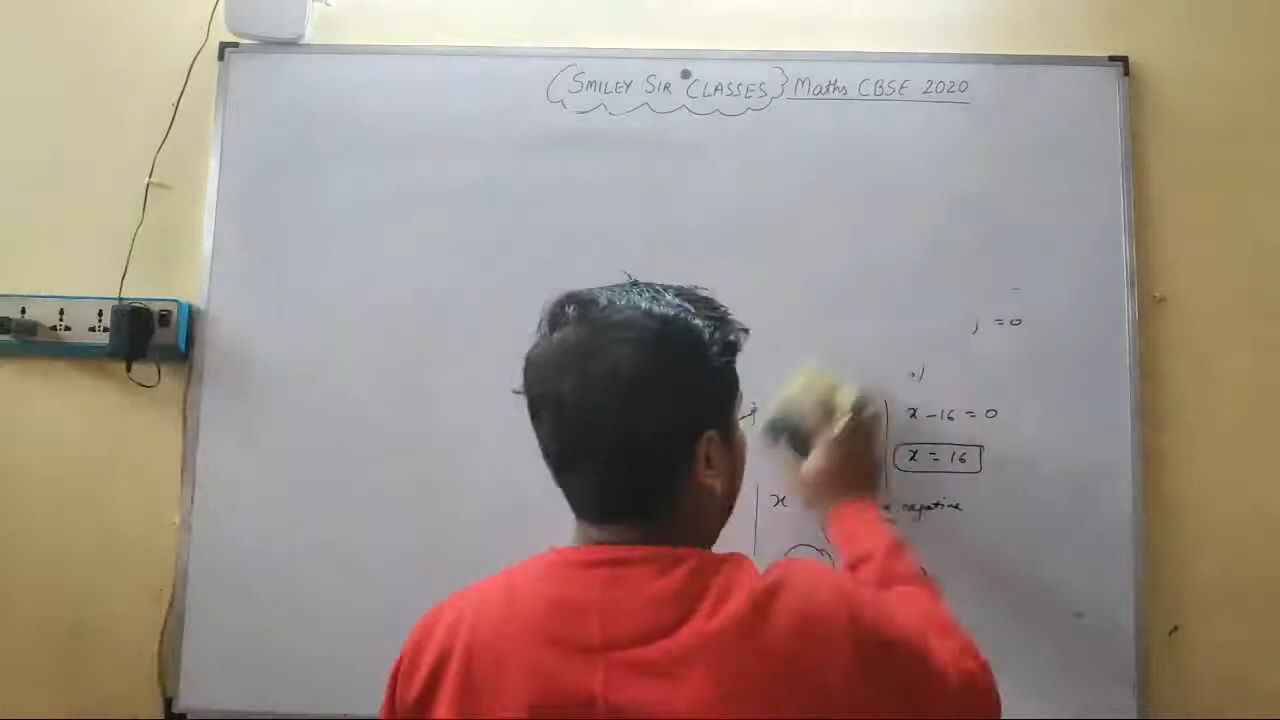 SMILEY SIR CLASSES Maths CBSE 2020
= 0
x - 16 = 0
x = 16
x negative